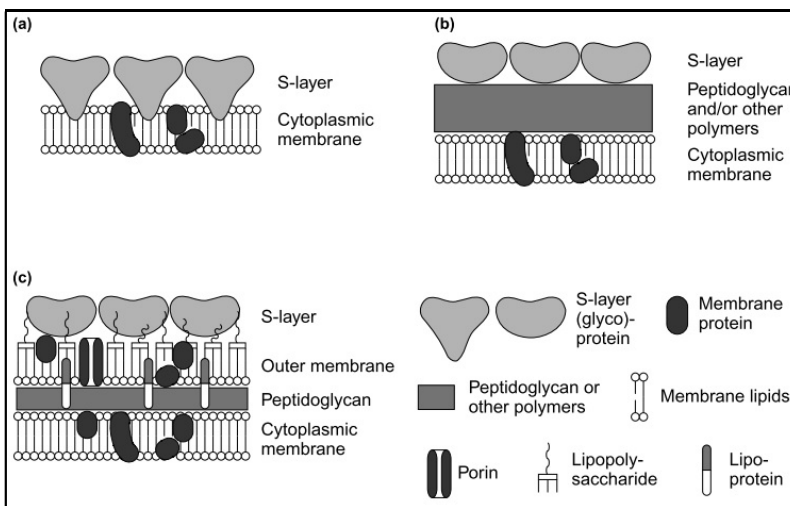 (a)
S-layer
Cytoplasmic
membrane
(b)
S-layer
Peptidoglycan
and/or other
polymers
Cytoplasmic
membrane
(c)
S-layer
Outer membrane
Peptidoglycan
Cytoplasmic
membrane
S-layer
(glyco)-
protein
Membrane
protein
Peptidoglycan or
other polymers
Membrane lipids
Porin
Lipopoly-
saccharide
Lipo-
protein